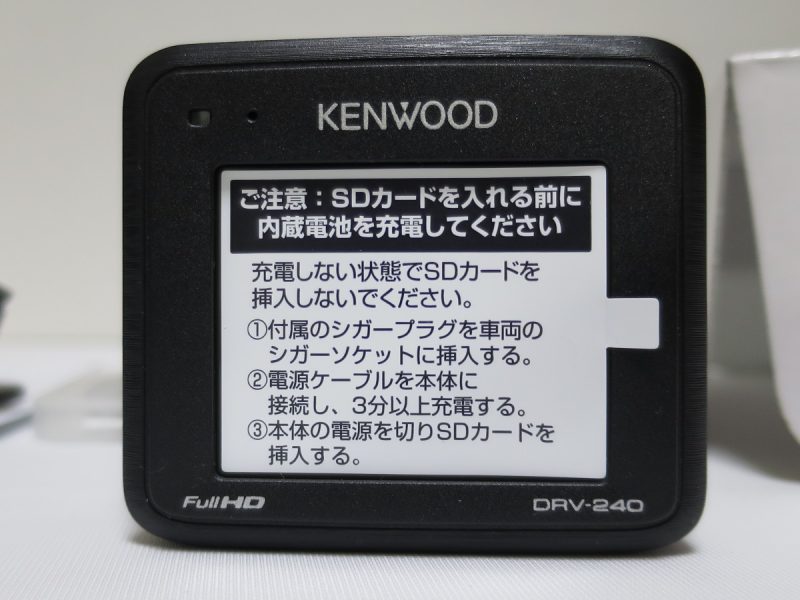 KENWOOD
ご注意：SDカードを入れる前に
内蔵電池を充電してください
充電しない状態でSDカードを
挿入しないでください。
①付属のシガープラグを車両の
シガーソケットに挿入する。
②電源ケーブルを本体に
接続し、3分以上充電する。
③本体の電源を切りSDカードを
挿入する。
Full HD
DRV-240